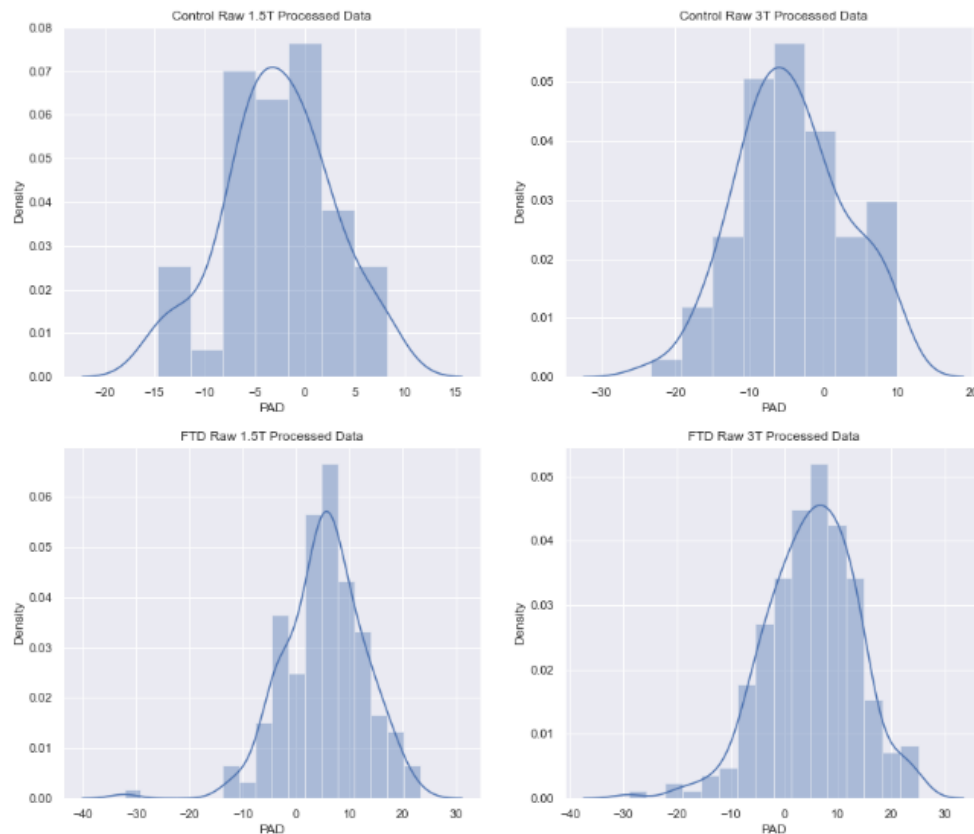 Control Raw 1.5T Processed Data
0.08
0.07
0.06
0.05
0.04
0.03
0.02
0.01
0.00
Density
−20 −15 −10 −5 0 5 10 15
PAD
Control Raw 3T Processed Data
0.05
0.04
0.03
0.02
0.01
0.00
Density
−30 −20 −10 0 10 20
PAD
FTD Raw 1.5T Processed Data
0.06
0.05
0.04
0.03
0.02
0.01
0.00
Density
−40 −30 −20 −10 0 10 20 30
PAD
FTD Raw 3T Processed Data
0.05
0.04
0.03
0.02
0.01
0.00
Density
−40 −30 −20 −10 0 10 20 30
PAD